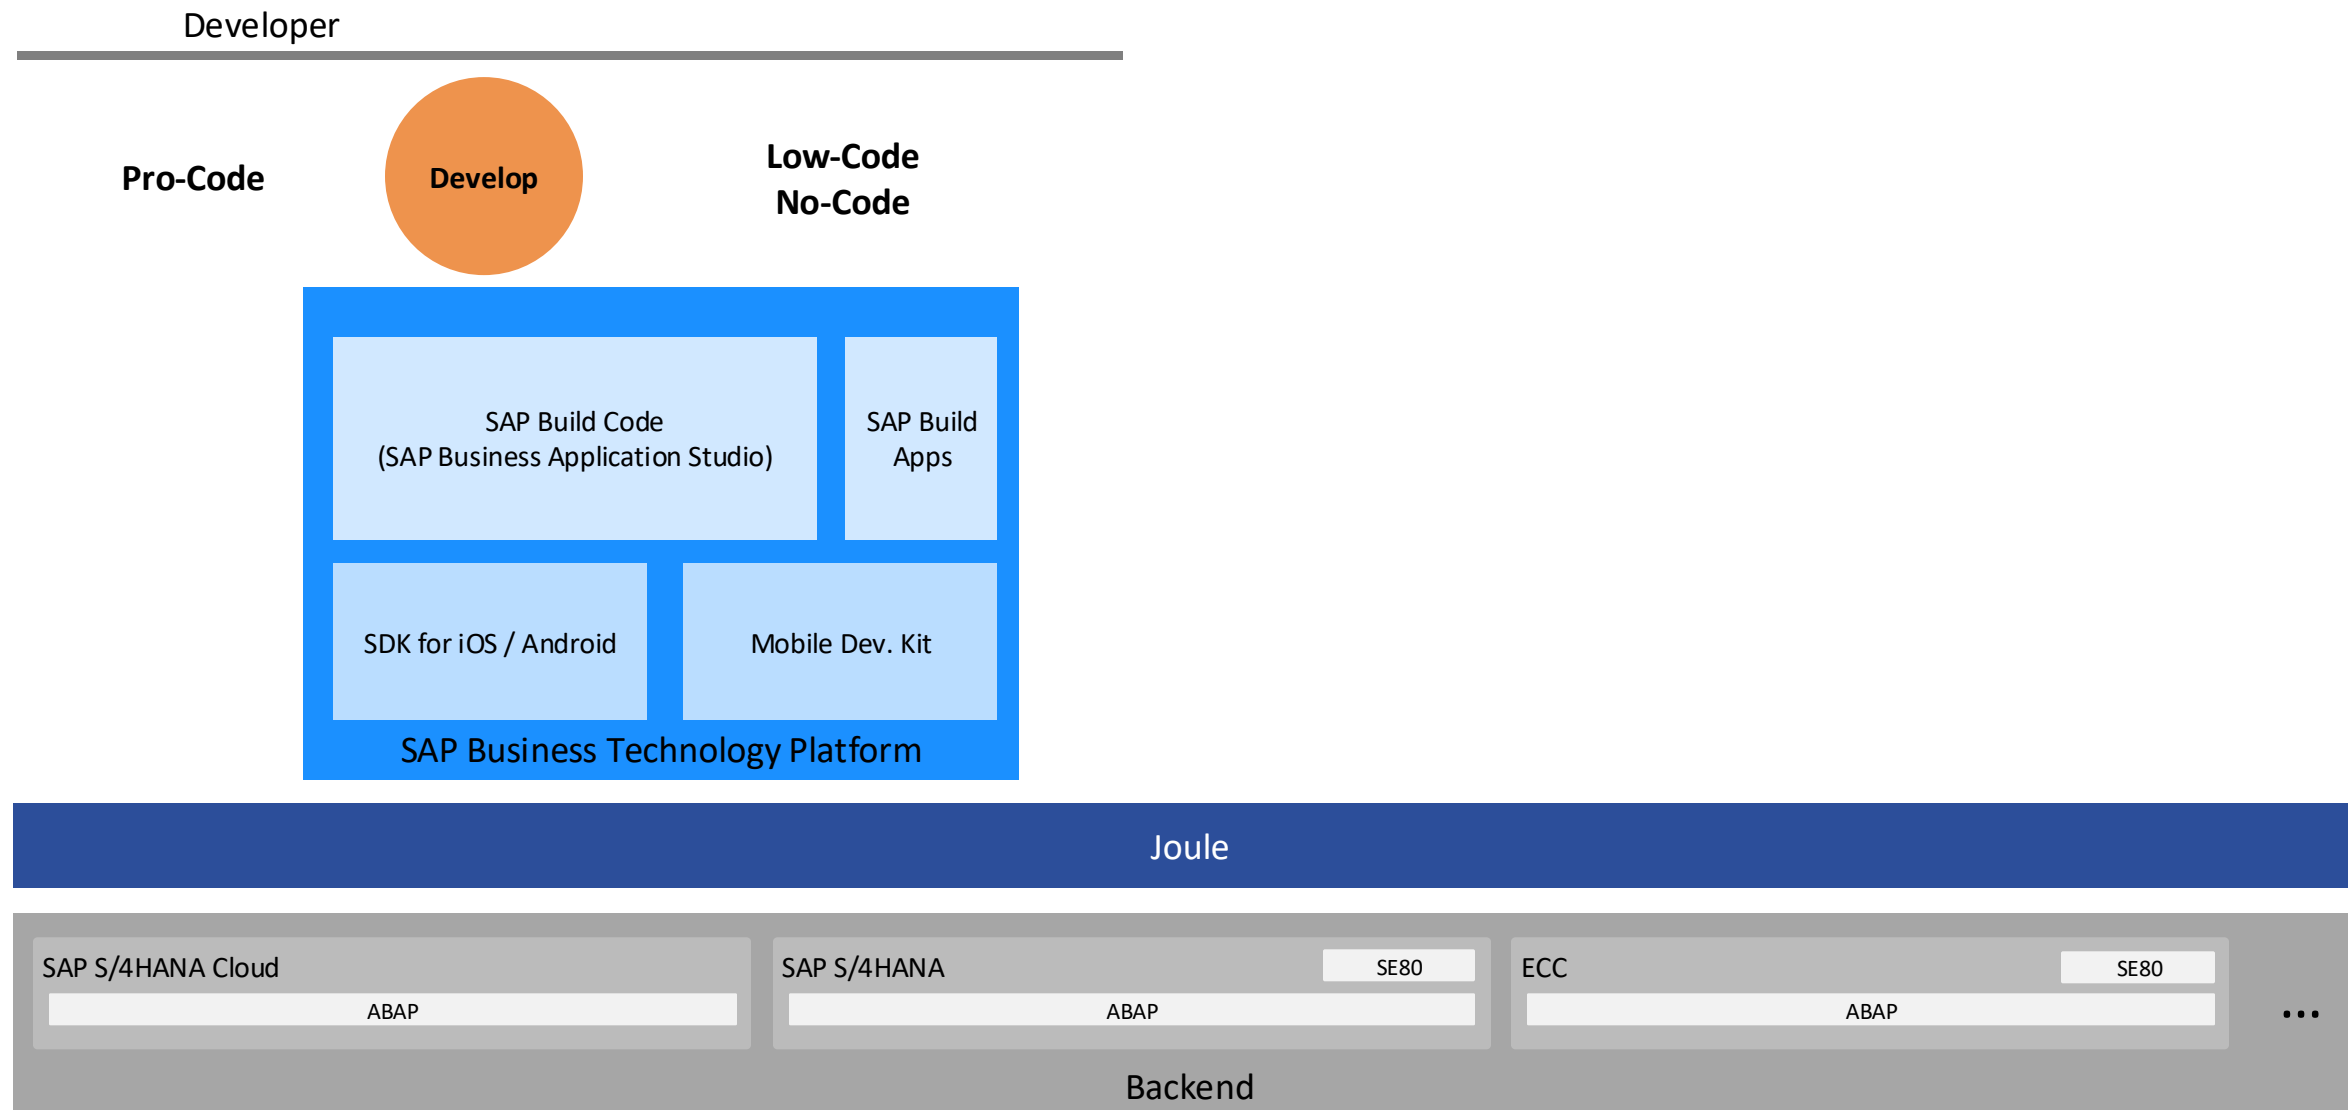 Developer
Pro-Code
Develop
Low-Code
No-Code
SAP Build Code
(SAP Business Application Studio)
SAP Build
Apps
SDK for iOS / Android
Mobile Dev. Kit
SAP Business Technology Platform
Joule
SAP S/4HANA Cloud
ABAP
SAP S/4HANA
SE80
ABAP
ECC
SE80
ABAP
...
Backend